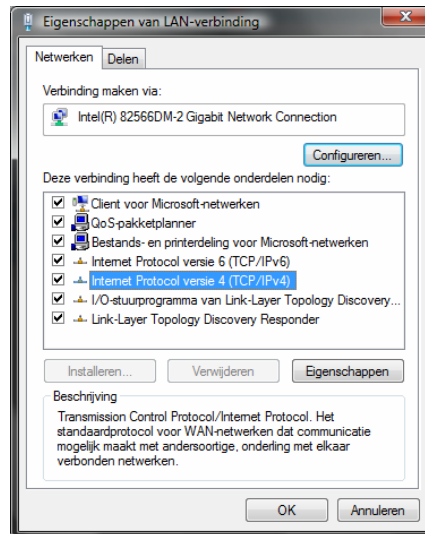 Eigenschappen van LAN-verbinding
Netwerken Delen
Verbinding maken via:
Intel(R) 82566DM-2 Gigabit Network Connection
Configureren...
Deze verbinding heeft de volgende onderdelen nodig:
Client voor Microsoft-netwerken
QoS-pakketplanner
Bestands- en printerdeling voor Microsoft-netwerken
Internet Protocol versie 6 (TCP/IPv6)
Internet Protocol versie 4 (TCP/IPv4)
I/O-stuurprogramma van Link-Layer Topology Discovery...
Link-Layer Topology Discovery Responder
Installeren... Verwijderen Eigenschappen
Beschrijving
Transmission Control Protocol/Internet Protocol. Het
standaardprotocol voor WAN-netwerken dat communicatie
mogelijk maakt met andersoortige, onderling met elkaar
verbonden netwerken.
OK Annuleren